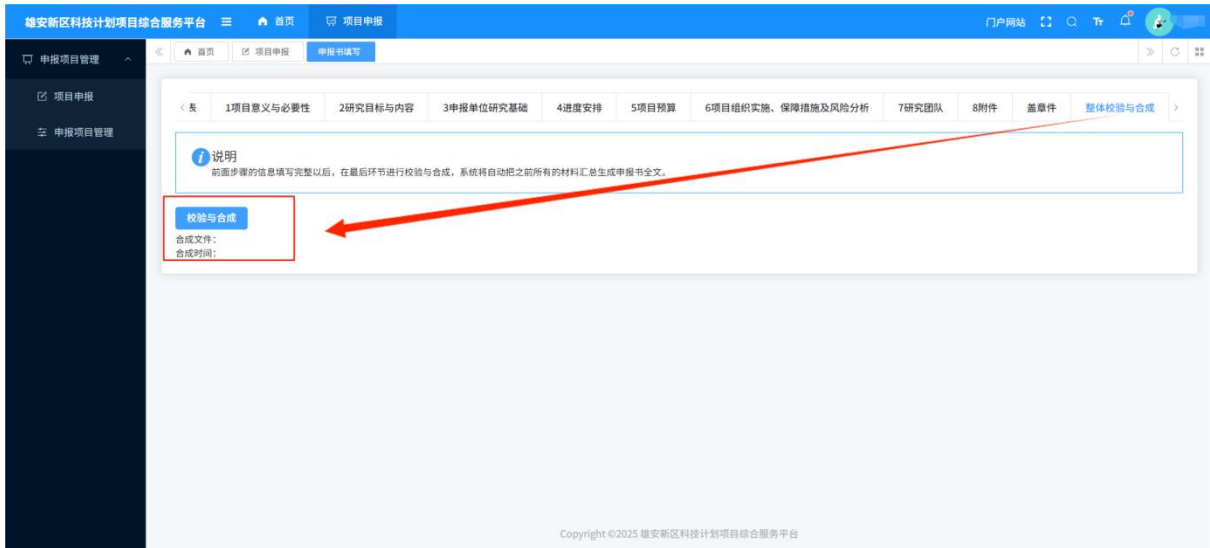 雄安新区科技计划项目综合服务平台 首页 项目申报 门户网站 Tт
申报项目管理 首页 项目申报 申报书填写
项目申报
申报项目管理
表 1项目意义与必要性 2研究目标与内容 3申报单位研究基础 4进度安排 5项目预算 6项目组织实施、保障措施及风险分析 7研究团队 8附件 盖章件 整体校验与合成
说明
前面步骤的信息填写完整以后，在最后环节进行校验与合成，系统将自动把之前所有的材料汇总生成申报书全文。
校验与合成
合成文件：
合成时间：
Copyright ©2025 雄安新区科技计划项目综合服务平台